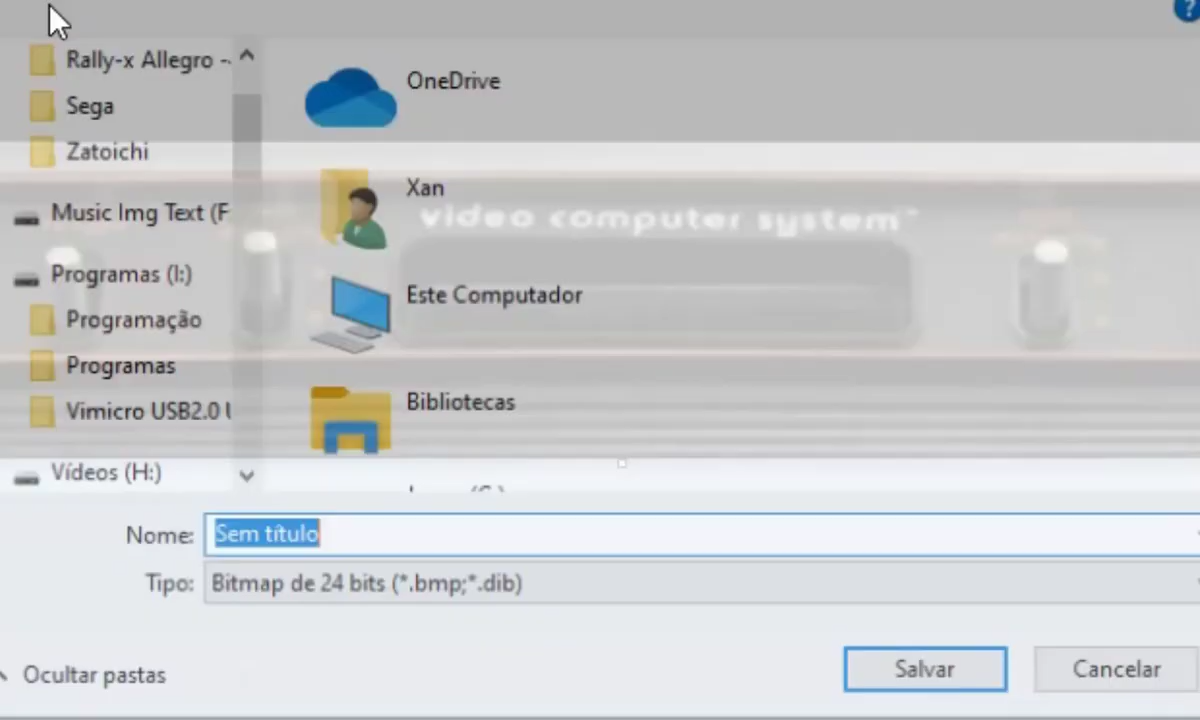 ?
Rally-x Allegro -
Sega
Zatoichi
Music Img Text (F
Programas (I:)
Programação
Programas
Vimicro USB2.0 U
Vídeos (H:)
OneDrive
Xan
video computer system™
Este Computador
Bibliotecas
Nome: Sem título
Tipo: Bitmap de 24 bits (*.bmp;*.dib)
Ocultar pastas
Salvar
Cancelar